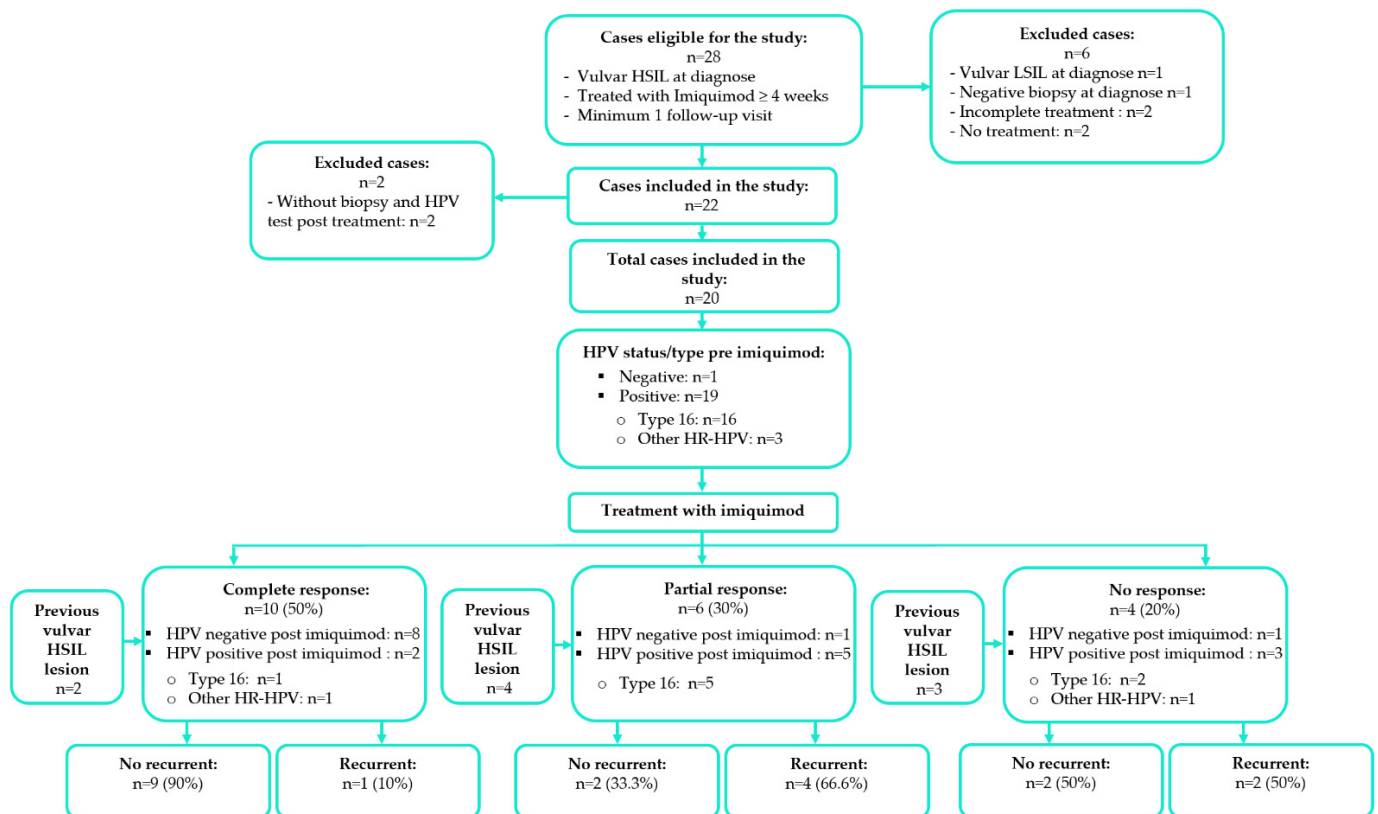 Cases eligible for the study:
n=28
- Vulvar HSIL at diagnose
- Treated with Imiquimod ≥ 4 weeks
- Minimum 1 follow-up visit
Excluded cases:
n=6
- Vulvar LSIL at diagnose n=1
- Negative biopsy at diagnose n=1
- Incomplete treatment : n=2
- No treatment: n=2
Excluded cases:
n=2
- Without biopsy and HPV
test post treatment: n=2
Cases included in the study:
n=22
Total cases included in the
study:
n=20
HPV status/type pre imiquimod:
▪ Negative: n=1
▪ Positive: n=19
o Type 16: n=16
o Other HR-HPV: n=3
Treatment with imiquimod
Previous
vulvar
HSIL
lesion
n=2
Complete response:
n=10 (50%)
▪ HPV negative post imiquimod: n=8
▪ HPV positive post imiquimod : n=2
o Type 16: n=1
o Other HR-HPV: n=1
Previous
vulvar
HSIL
lesion
n=4
Partial response:
n=6 (30%)
▪ HPV negative post imiquimod: n=1
▪ HPV positive post imiquimod : n=5
o Type 16: n=5
Previous
vulvar
HSIL
lesion
n=3
No response:
n=4 (20%)
▪ HPV negative post imiquimod: n=1
▪ HPV positive post imiquimod : n=3
o Type 16: n=2
o Other HR-HPV: n=1
No recurrent:
n=9 (90%)
Recurrent:
n=1 (10%)
No recurrent:
n=2 (33.3%)
Recurrent:
n=4 (66.6%)
No recurrent:
n=2 (50%)
Recurrent:
n=2 (50%)